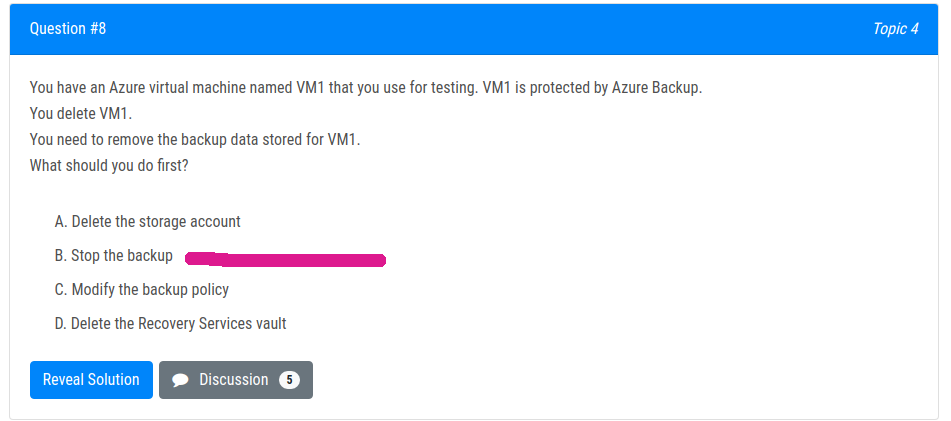 Question #8
Topic 4
You have an Azure virtual machine named VM1 that you use for testing. VM1 is protected by Azure Backup.
You delete VM1.
You need to remove the backup data stored for VM1.
What should you do first?
A. Delete the storage account
B. Stop the backup
C. Modify the backup policy
D. Delete the Recovery Services vault
Reveal Solution
Discussion 5